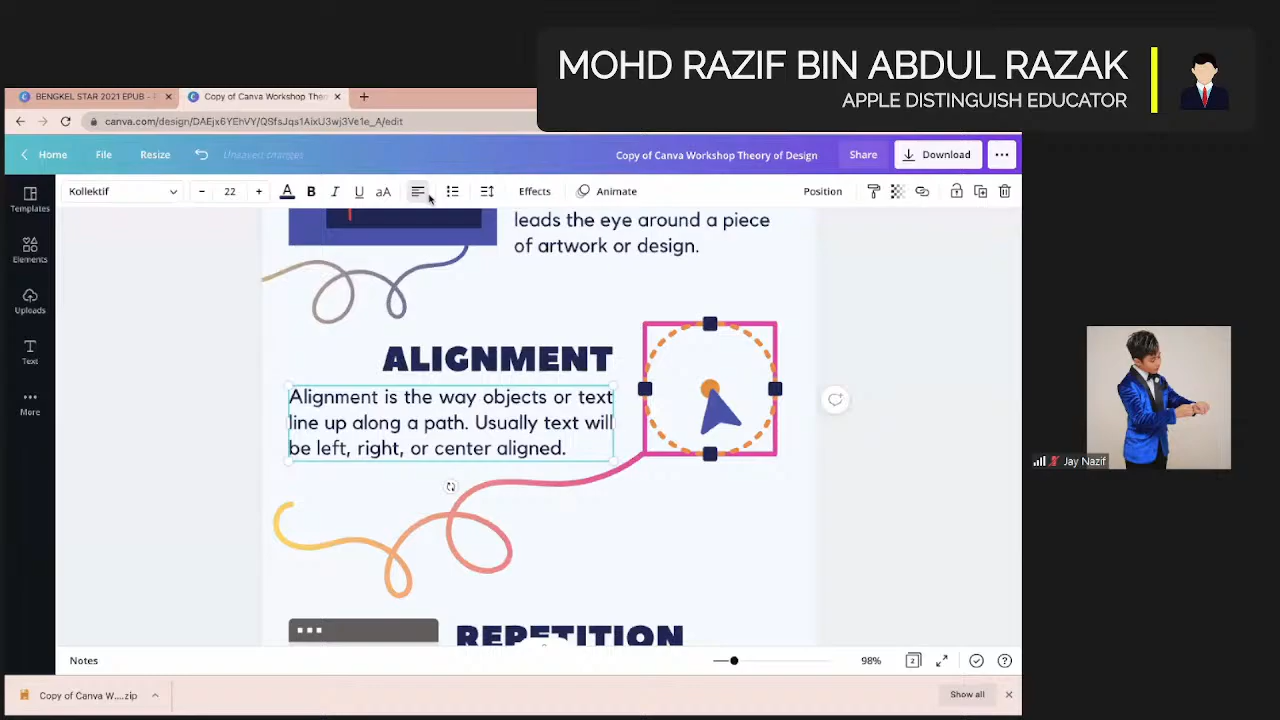 MOHD RAZIF BIN ABDUL RAZAK
APPLE DISTINGUISH EDUCATOR
BENGKEL STAR 2021 EPUB -
Copy of Canva Workshop Theo
canva.com/design/DAEjx6YEhVY/QSfsJqs1AixU3wj3Ve1e_A/edit
Home File Resize Unsaved changes Copy of Canva Workshop Theory of Design Share Download
Kollektif 22 A B I U aA Effects Animate Position
Templates
Elements
Uploads
Text
More
leads the eye around a piece
of artwork or design.
ALIGNMENT
Alignment is the way objects or text
line up along a path. Usually text will
be left, right, or center aligned.
REPETITION
Jay Nazif
Notes 98% 2
Copy of Canva W....zip Show all